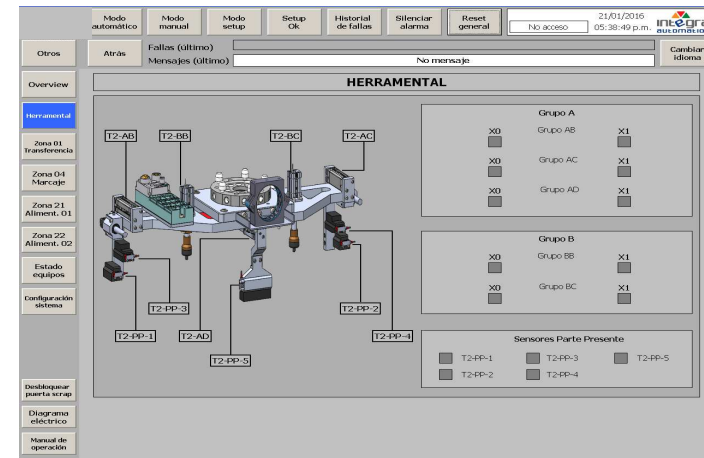 Modo automático
Modo manual
Modo setup
Setup Ok
Historial de fallas
Silenciar alarma
Reset general
No acceso
21/01/2016
05:38:49 p.m.
Otros
Atrás
Fallas (último)
Mensajes (último)
No mensaje
Cambiar idioma
Overview
HERRAMENTAL
Herramental
Zona 01 Transferencia
Zona 04 Marcaje
Zona 21 Aliment. 01
Zona 22 Aliment. 02
Estado equipos
Configuración sistema
Desbloquear puerta scrap
Diagrama eléctrico
Manual de operación
T2-AB
T2-BB
T2-BC
T2-AC
T2-PP-3
T2-PP-2
T2-PP-1
T2-AD
T2-PP-4
T2-PP-5
Grupo A
X0 Grupo AB X1
X0 Grupo AC X1
X0 Grupo AD X1
Grupo B
X0 Grupo BB X1
X0 Grupo BC X1
Sensores Parte Presente
T2-PP-1 T2-PP-3 T2-PP-5
T2-PP-2 T2-PP-4